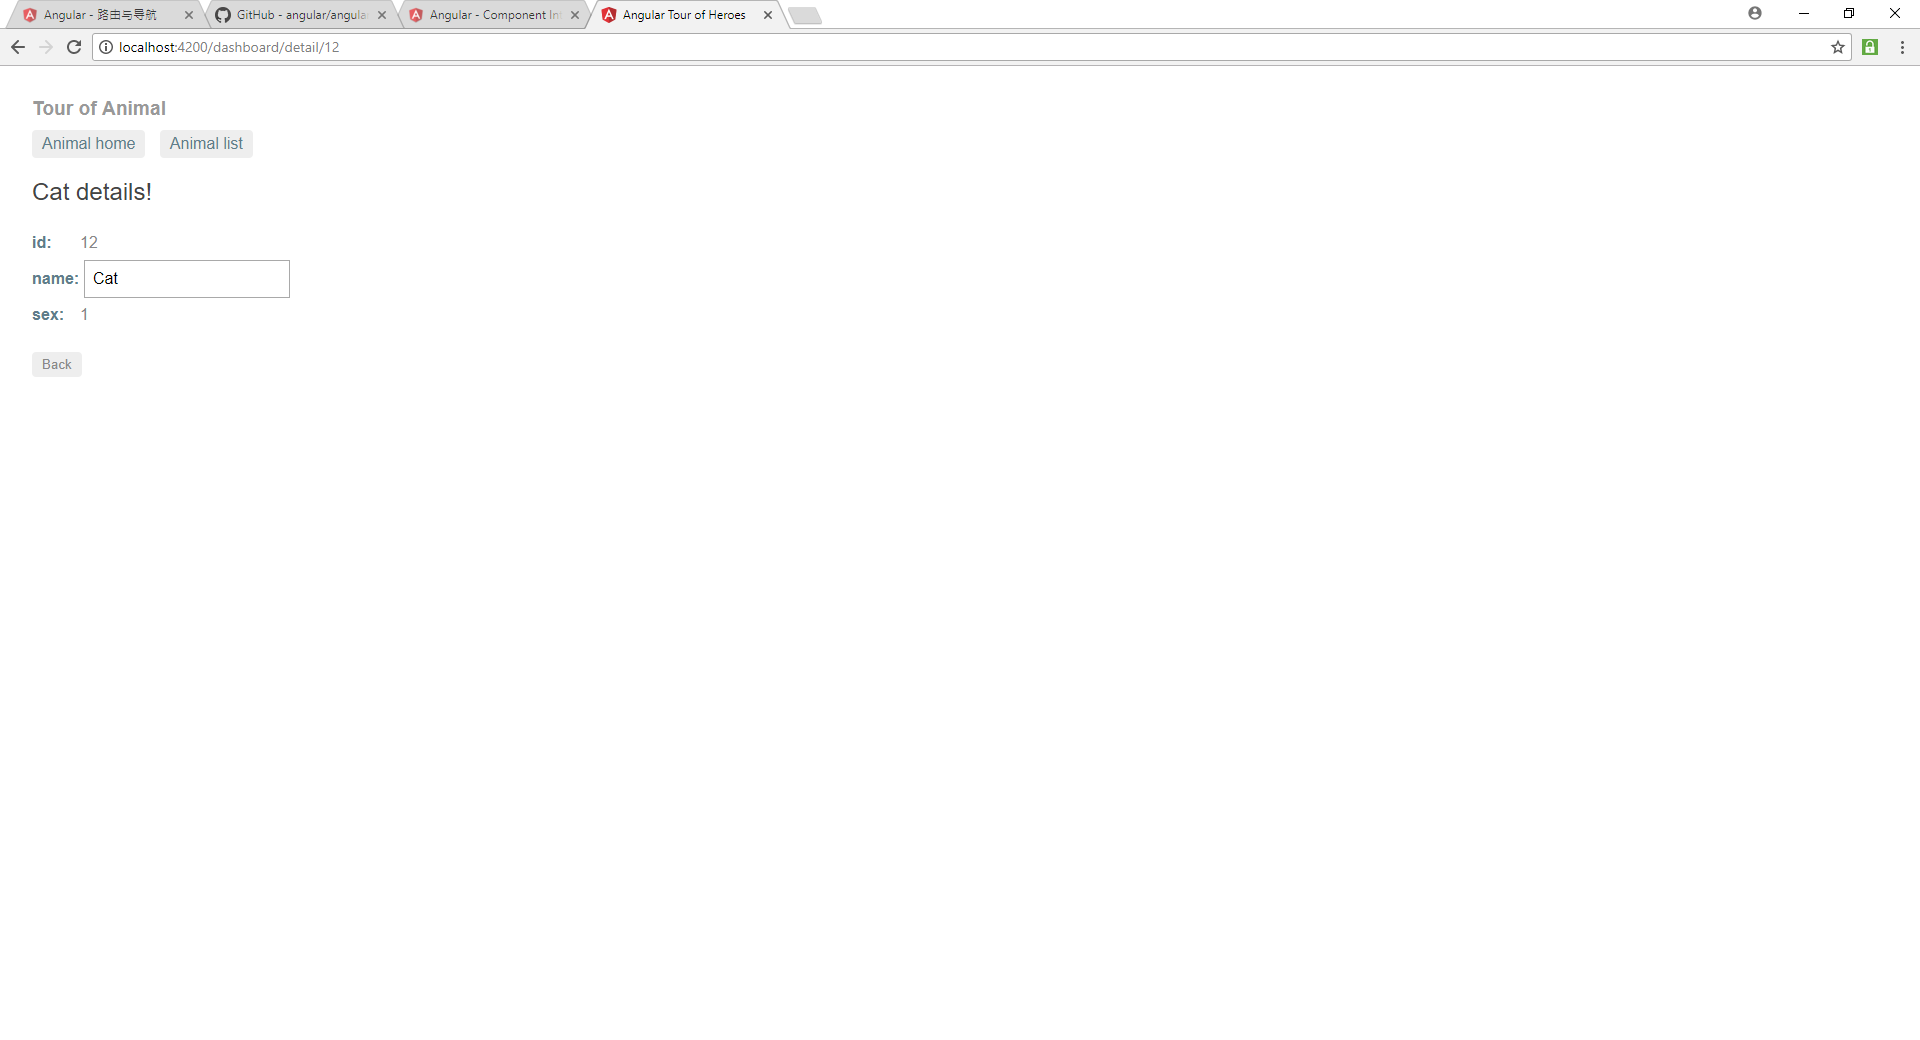 Angular - 路由与导航
GitHub - angular/angular
Angular - Component In
Angular Tour of Heroes
localhost:4200/dashboard/detail/12
Tour of Animal
Animal home Animal list
Cat details!
id: 12
name: Cat
sex: 1
Back